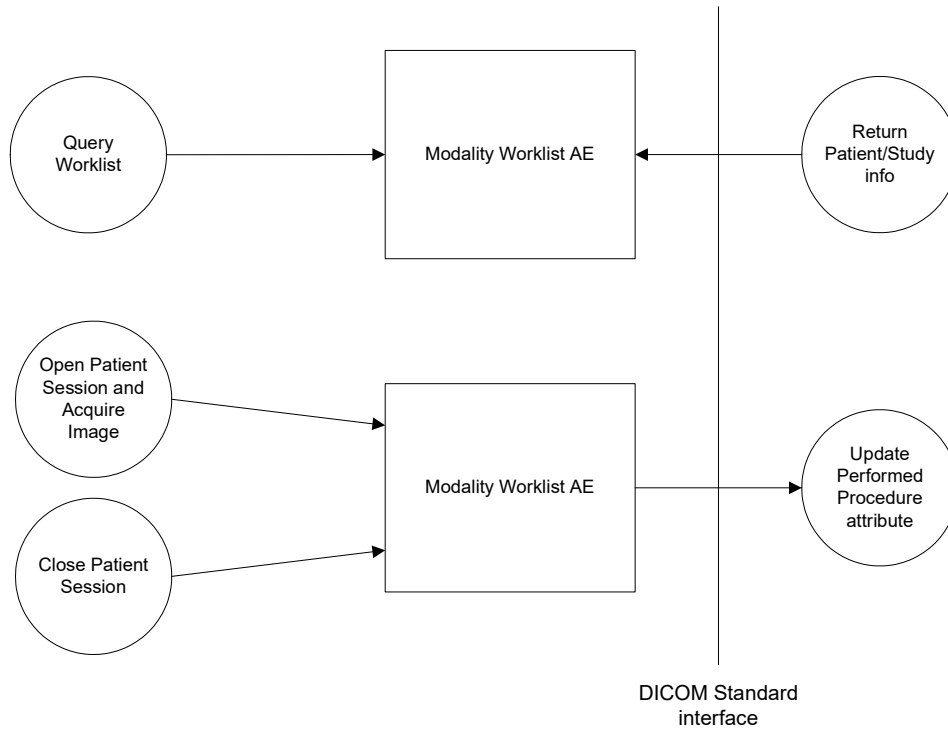 Query
Worklist
Modality Worklist AE
Return
Patient/Study
info
Open Patient
Session and
Acquire
Image
Close Patient
Session
Modality Worklist AE
Update
Performed
Procedure
attribute
DICOM Standard
interface